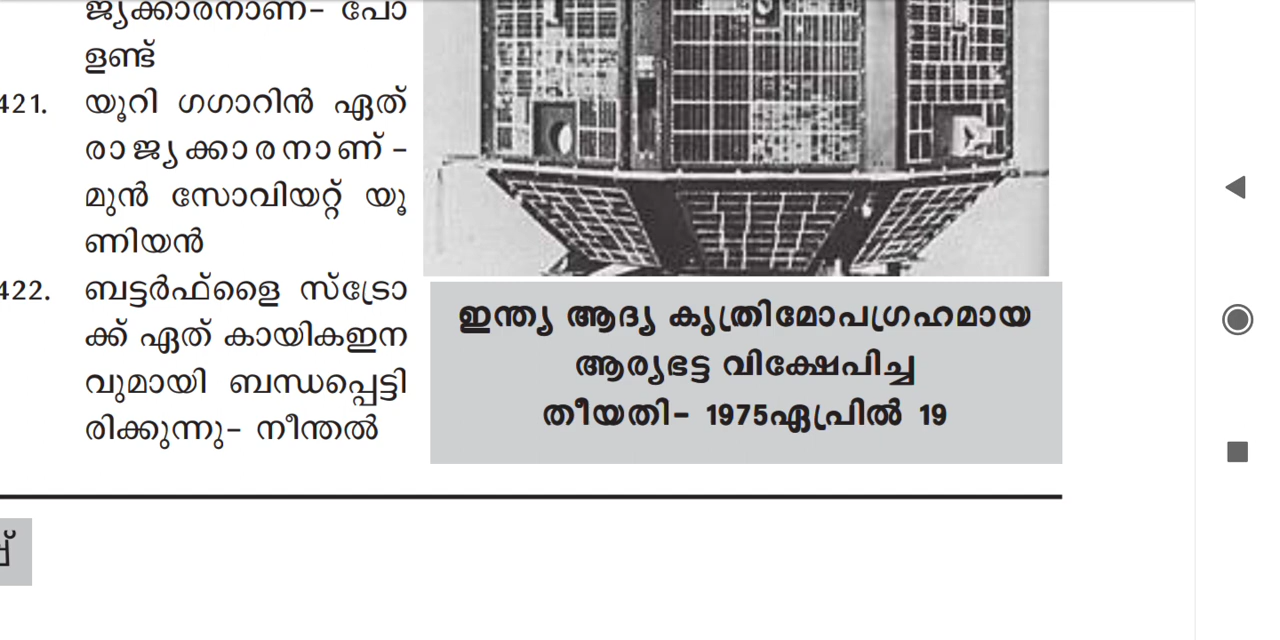 ജ്യക്കാരനാണ്- പോ
ളണ്ട്
421. യൂറി ഗഗാറിൻ ഏത്
രാജ്യക്കാരനാണ് -
മുൻ സോവിയറ്റ് യൂ
ണിയൻ
422. ബട്ടർഫ്ളൈ സ്ട്രോ
ക്ക് ഏത് കായികഇന
വുമായി ബന്ധപ്പെട്ടി
രിക്കുന്നു- നീന്തൽ
ഇന്ത്യ ആദ്യ കൃത്രിമോപഗ്രഹമായ
ആര്യഭട്ട വിക്ഷേപിച്ച
തീയതി- 1975ഏപ്രിൽ 19